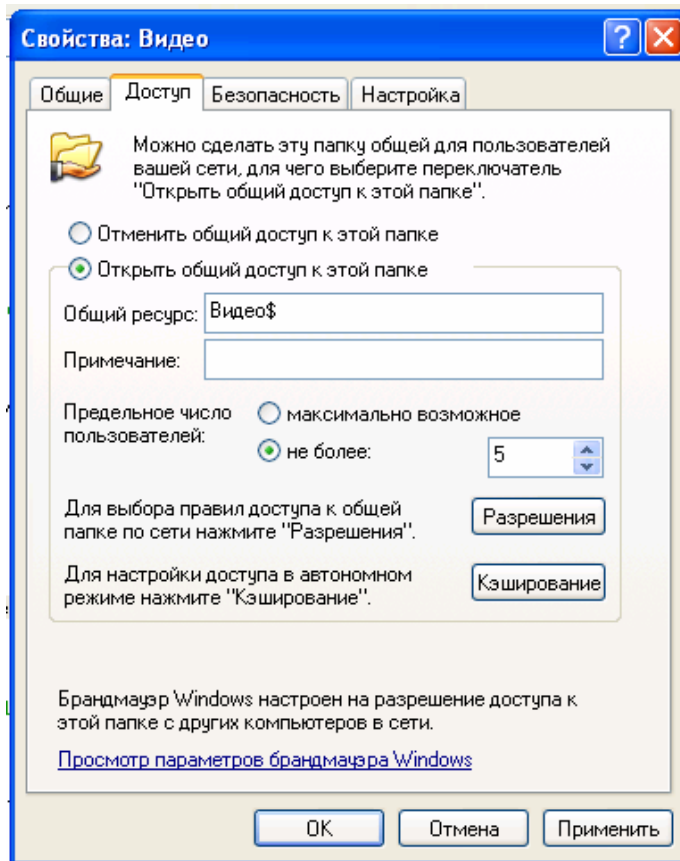 Свойства: Видео
Общие Доступ Безопасность Настройка
Можно сделать эту папку общей для пользователей
вашей сети, для чего выберите переключатель
"Открыть общий доступ к этой папке".
Отменить общий доступ к этой папке
Открыть общий доступ к этой папке
Общий ресурс: Видео$
Примечание:
Предельное число
пользователей:
максимально возможное
не более: 5
Для выбора правил доступа к общей
папке по сети нажмите "Разрешения".
Разрешения
Для настройки доступа в автономном
режиме нажмите "Кэширование".
Кэширование
Брандмауэр Windows настроен на разрешение доступа к
этой папке с других компьютеров в сети.
Просмотр параметров брандмауэра Windows
OK Отмена Применить